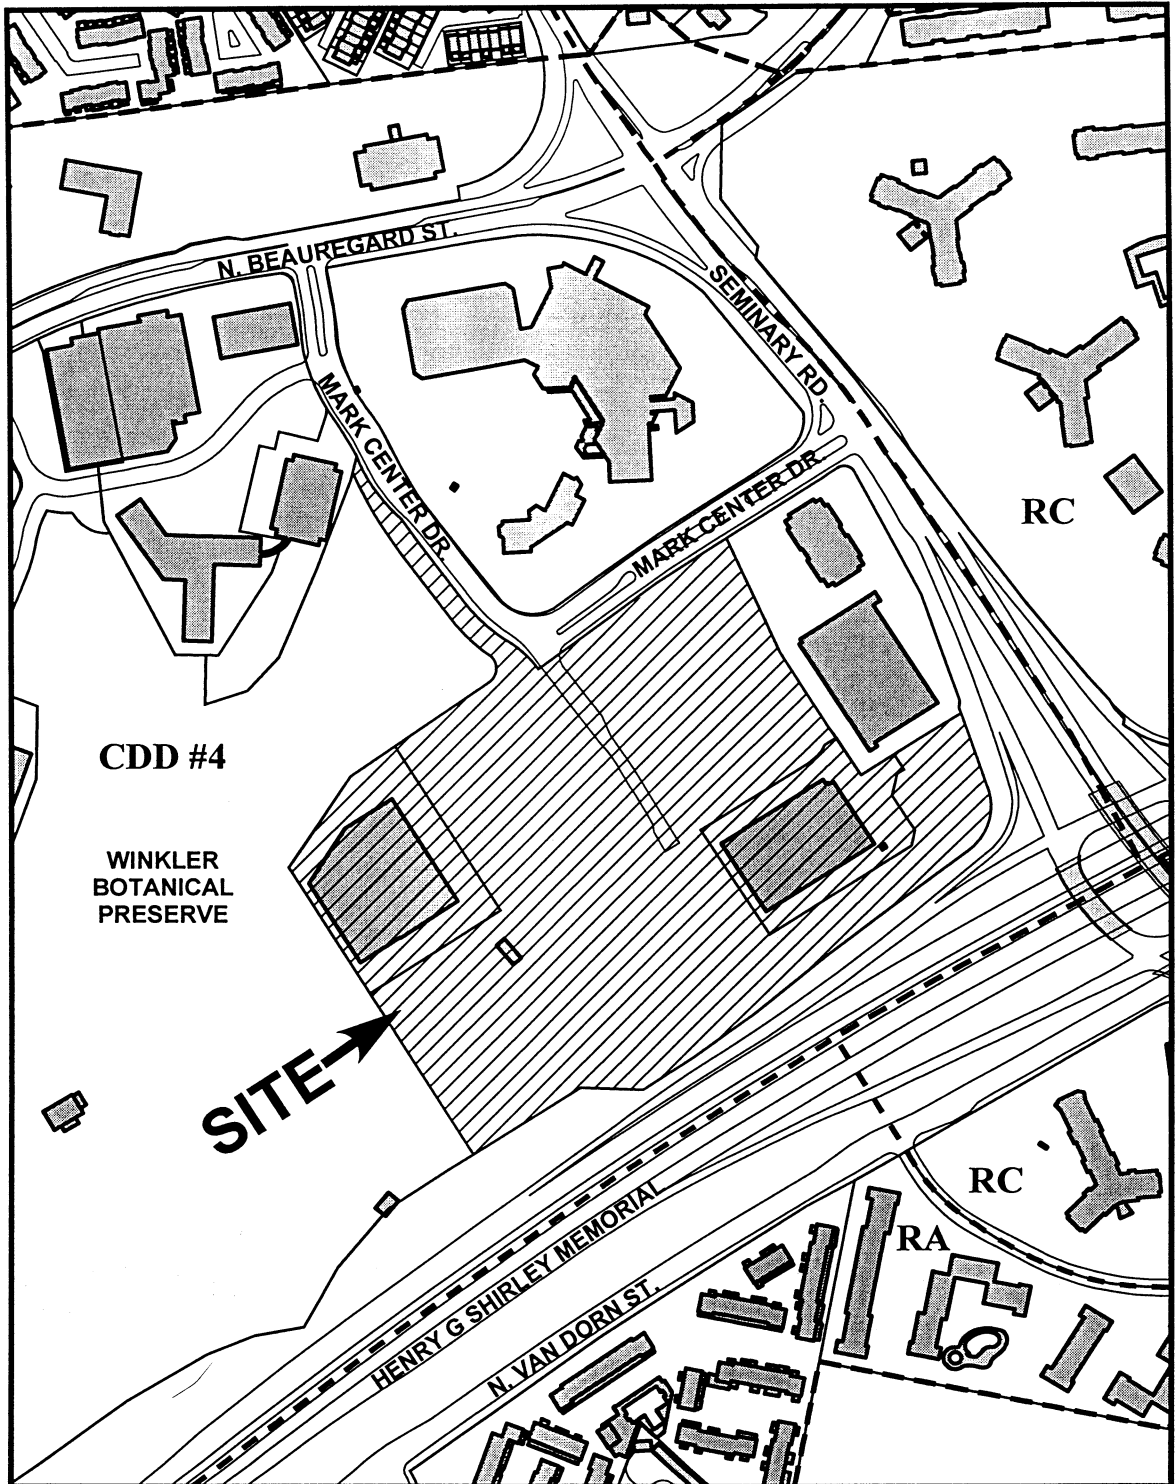 N. BEAUREGARD ST.
SEMINARY RD.
MARK CENTER DR.
MARK CENTER DR.
RC
CDD #4
WINKLER
BOTANICAL
PRESERVE
SITE
RC
RA
HENRY G SHIRLEY MEMORIAL
N. VAN DORN ST.